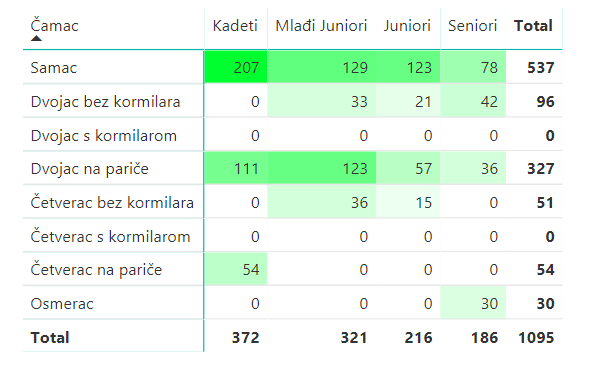 Čamac Kadeti Mlađi Juniori Juniori Seniori Total
Samac 207 129 123 78 537
Dvojac bez kormilara 0 33 21 42 96
Dvojac s kormilarom 0 0 0 0 0
Dvojac na pariče 111 123 57 36 327
Četverac bez kormilara 0 36 15 0 51
Četverac s kormilarom 0 0 0 0 0
Četverac na pariče 54 0 0 0 54
Osmerac 0 0 0 30 30
Total 372 321 216 186 1095